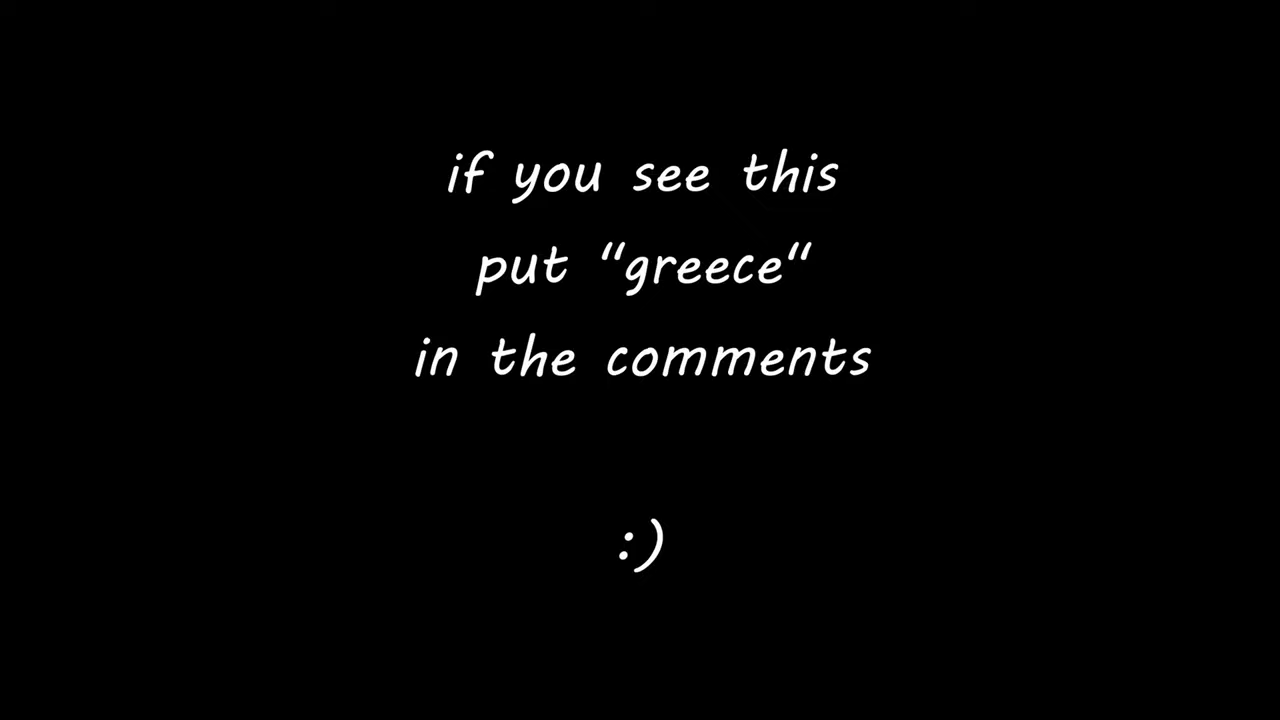 if you see this
put "greece"
in the comments
:)